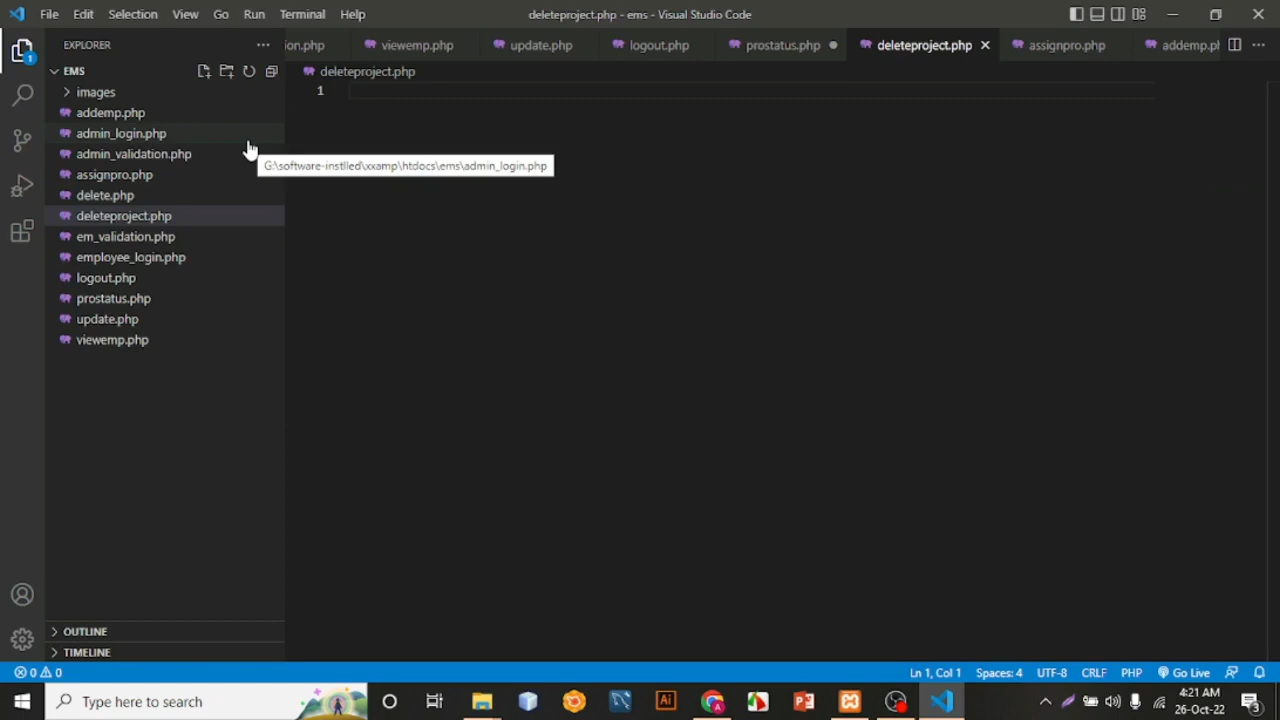 File Edit Selection View Go Run Terminal Help
deleteproject.php - ems - Visual Studio Code
EXPLORER
ion.php viewemp.php update.php logout.php prostatus.php deleteproject.php assignpro.php addemp.pl
EMS
deleteproject.php
1
images
addemp.php
admin_login.php
admin_validation.php
G:\software-instlled\xxamp\htdocs\ems\admin_login.php
assignpro.php
delete.php
deleteproject.php
em_validation.php
employee_login.php
logout.php
prostatus.php
update.php
viewemp.php
1
OUTLINE
TIMELINE
0 0
Ln 1, Col 1 Spaces: 4 UTF-8 CRLF PHP Go Live
Type here to search
4:21 AM
26-Oct-22
3